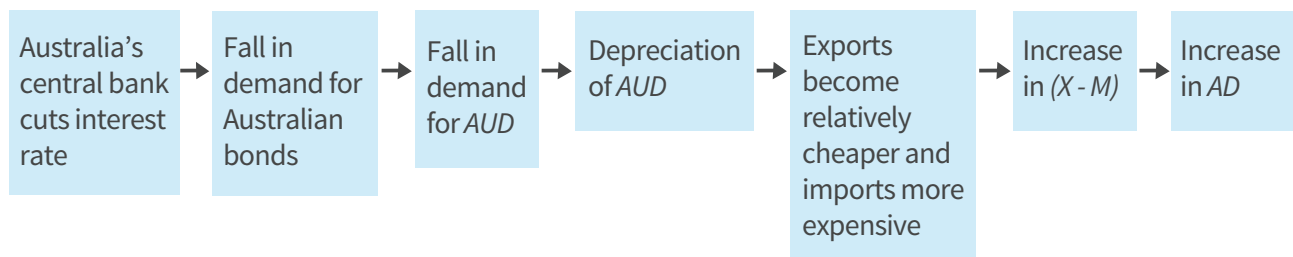 Australia’s
central bank
cuts interest
rate
Fall in
demand for
Australian
bonds
Fall in
demand
for AUD
Depreciation
of AUD
Exports
become
relatively
cheaper and
imports more
expensive
Increase
in (X - M)
Increase
in AD